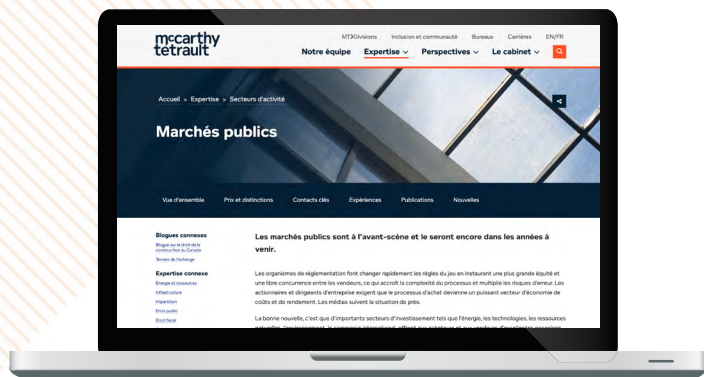 mccarthy
tetrault
MT>Divisions Inclusion et communauté Bureaux Carrières EN/FR
Notre équipe Expertise Perspectives Le cabinet
Accueil > Expertise > Secteurs d'activité
Marchés publics
Vue d'ensemble Prix et distinctions Contacts clés Expériences Publications Nouvelles
Blogues connexes
Blogue sur le droit de la
construction au Canada
Termes de l'échange
Expertise connexe
Énergie et ressources
Infrastructure
Impartition
Droit public
Droit fiscal
Les marchés publics sont à l'avant-scène et le seront encore dans les années à
venir.
Les organismes de réglementation font changer rapidement les règles du jeu en instaurant une plus grande équité et
une libre concurrence entre les vendeurs, ce qui accroît la complexité du processus et multiplie les risques d'erreur. Les
actionnaires et dirigeants d'entreprise exigent que le processus d'achat devienne un puissant vecteur d'économie de
coûts et de rendement. Les médias suivent la situation de près.
La bonne nouvelle, c'est que d'importants secteurs d'investissement tels que l'énergie, les technologies, les ressources